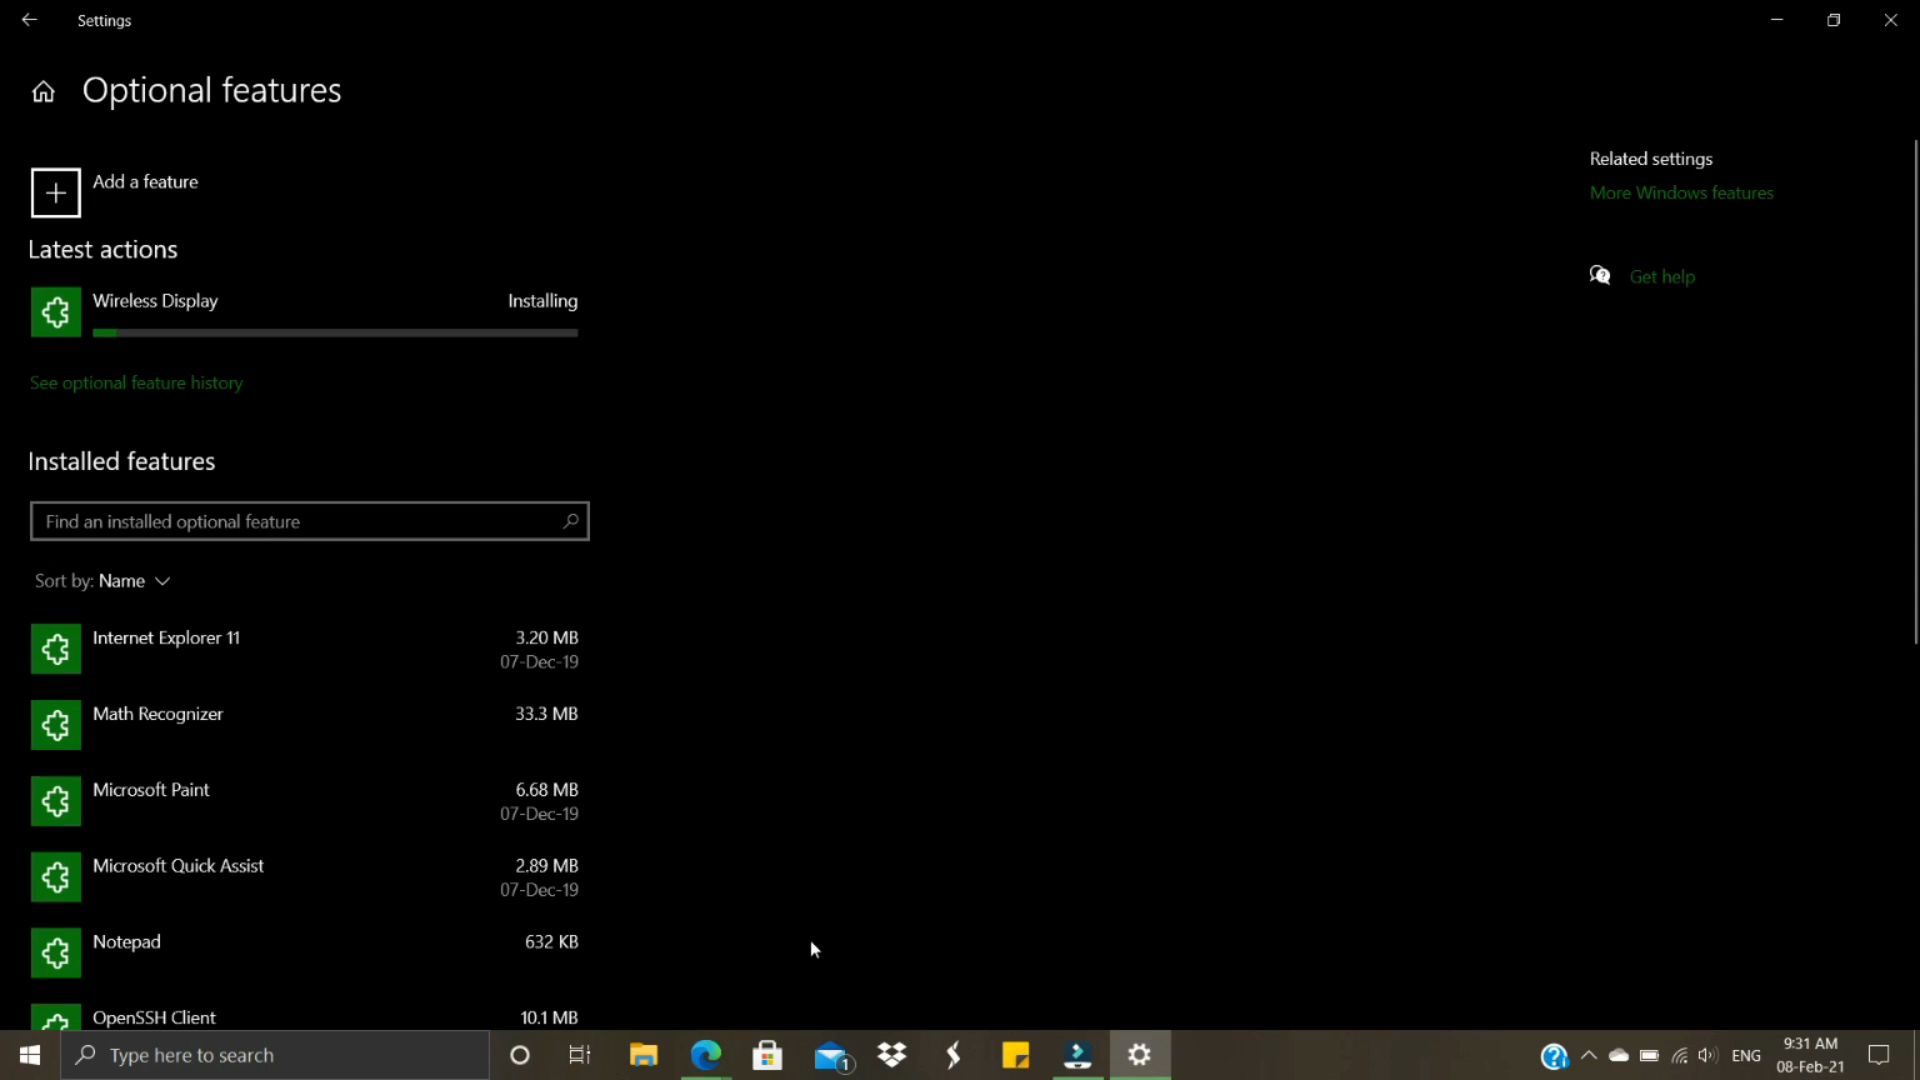 Settings
Optional features
Add a feature
Latest actions
Wireless Display Installing
See optional feature history
Installed features
Find an installed optional feature
Sort by: Name
Internet Explorer 11 3.20 MB
07-Dec-19
Math Recognizer 33.3 MB
Microsoft Paint 6.68 MB
07-Dec-19
Microsoft Quick Assist 2.89 MB
07-Dec-19
Notepad 632 KB
OpenSSH Client 10.1 MB
Related settings
More Windows features
Get help
Type here to search
1
ENG
9:31 AM
08-Feb-21